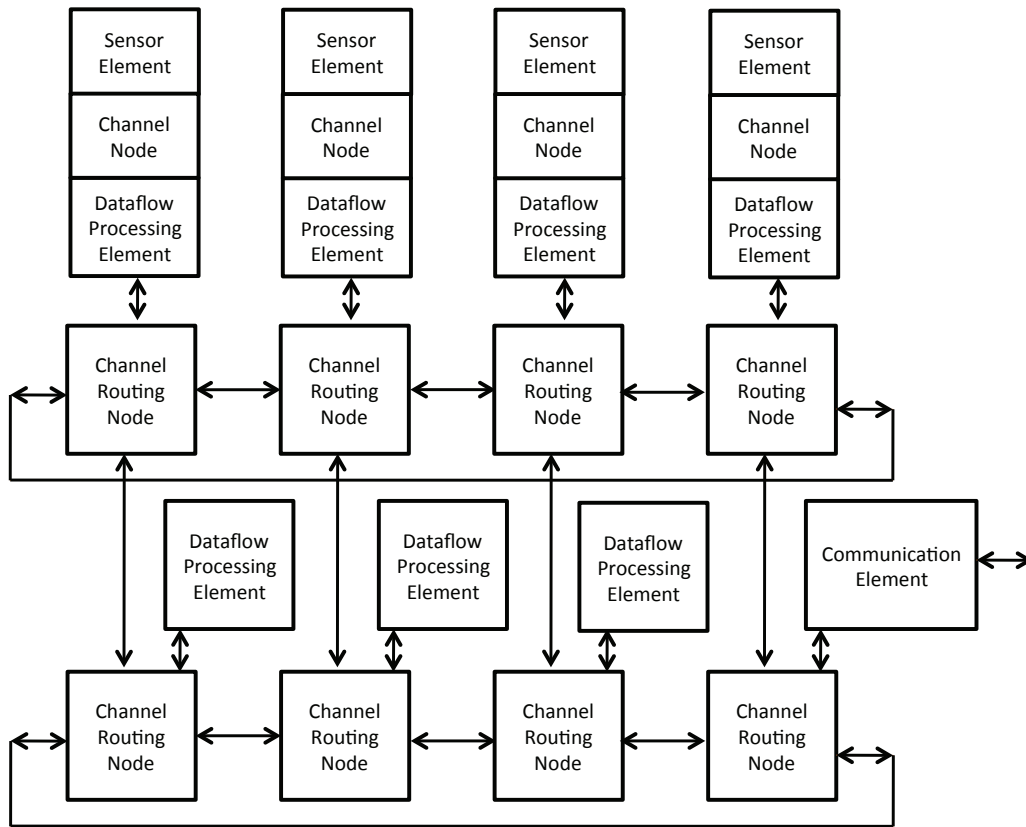 Sensor
Element
Sensor
Element
Sensor
Element
Sensor
Element
Channel
Node
Channel
Node
Channel
Node
Channel
Node
Dataflow
Processing
Element
Dataflow
Processing
Element
Dataflow
Processing
Element
Dataflow
Processing
Element
Channel
Routing
Node
Channel
Routing
Node
Channel
Routing
Node
Channel
Routing
Node
Dataflow
Processing
Element
Dataflow
Processing
Element
Dataflow
Processing
Element
Communication
Element
Channel
Routing
Node
Channel
Routing
Node
Channel
Routing
Node
Channel
Routing
Node